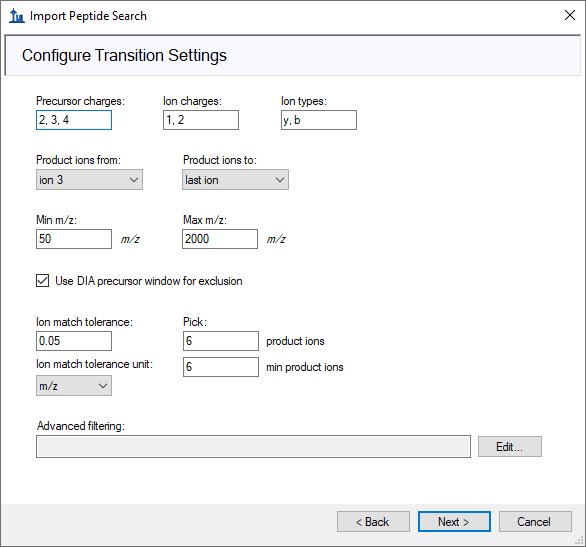 Import Peptide Search
Configure Transition Settings
Precursor charges: Ion charges: Ion types:
2, 3, 4 1, 2 y, b
Product ions from: Product ions to:
ion 3 last ion
Min m/z: Max m/z:
50 m/z 2000 m/z
Use DIA precursor window for exclusion
Ion match tolerance: Pick:
0.05 6 product ions
Ion match tolerance unit: 6 min product ions
m/z
Advanced filtering:
Edit...
< Back Next > Cancel